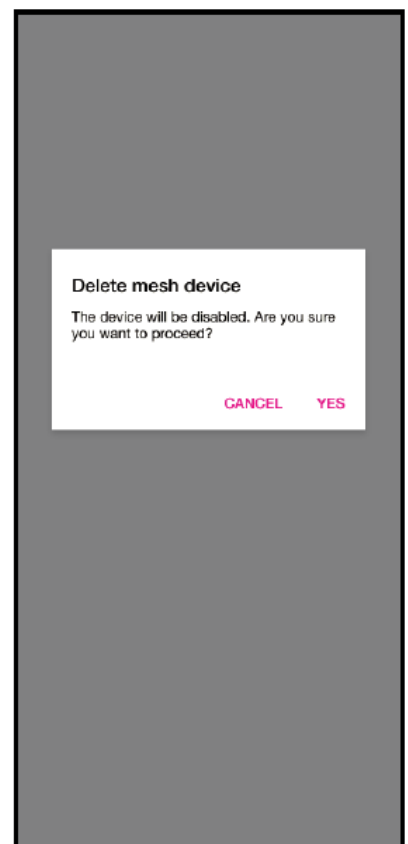 Delete mesh device
The device will be disabled. Are you sure
you want to proceed?
CANCEL YES